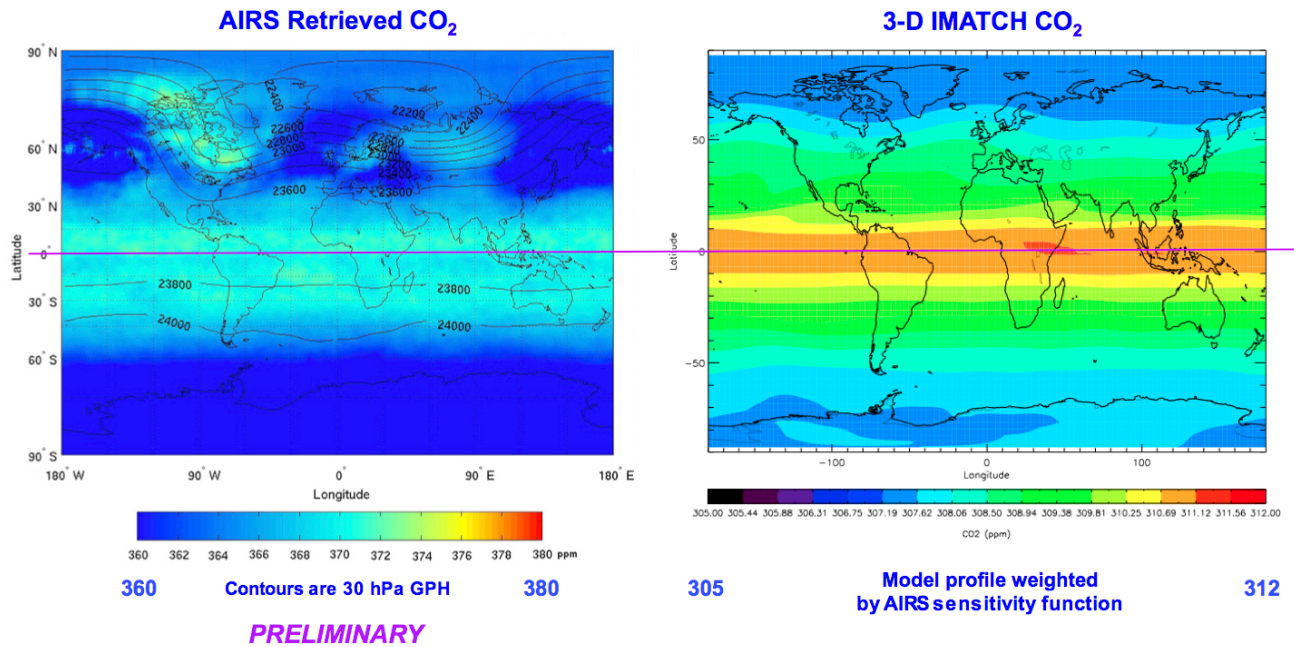 AIRS Retrieved CO2
3-D IMATCH CO2
90° N
60° N
30° N
0°
30° S
60° S
90° S
Latitude
22400
22200
22400
22600
22800
23000
23600
23600
23800
23800
24000
24000
180° W
90° W
0°
90° E
180° E
Longitude
50
0
−50
Latitude
−100
0
100
Longitude
360 362 364 366 368 370 372 374 376 378 380 ppm
305.00 305.44 305.88 306.31 306.75 307.19 307.62 308.06 308.50 308.94 309.38 309.81 310.25 310.69 311.12 311.56 312.00
CO2 (ppm)
360
Contours are 30 hPa GPH
380
305
Model profile weighted
by AIRS sensitivity function
312
PRELIMINARY